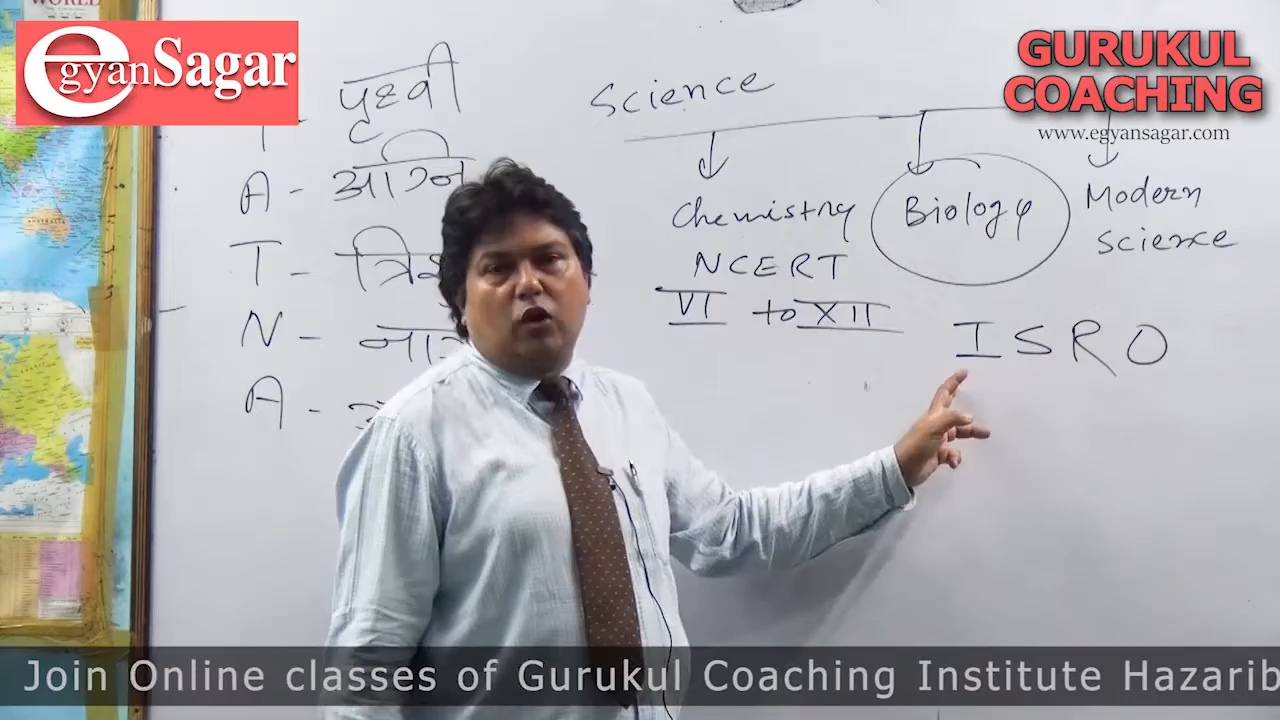 WORLD
egyanSagar
GURUKUL
COACHING
www.egyansagar.com
पृथ्वी
A - अग्नि
T -
N -
A -
Science
Chemistry
NCERT
VI to XII
Biology
Modern
Science
ISRO
Join Online classes of Gurukul Coaching Institute Hazarib